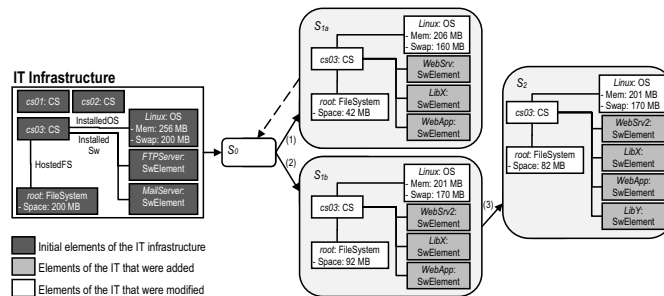 IT Infrastructure
cs01: CS
cs02: CS
cs03: CS
InstalledOS
Installed
Sw
HostedFS
Linux: OS
- Mem: 256 MB
- Swap: 200 MB
FTPServer:
SwElement
MailServer:
SwElement
root: FileSystem
- Space: 200 MB
S0
(1)
(2)
S1a
Linux: OS
- Mem: 206 MB
- Swap: 160 MB
cs03: CS
WebSrv:
SwElement
LibX:
SwElement
WebApp:
SwElement
root: FileSystem
- Space: 42 MB
S1b
Linux: OS
- Mem: 201 MB
- Swap: 170 MB
cs03: CS
WebSrv2:
SwElement
LibX:
SwElement
WebApp:
SwElement
root: FileSystem
- Space: 92 MB
(3)
S2
Linux: OS
- Mem: 201 MB
- Swap: 170 MB
cs03: CS
WebSrv2:
SwElement
LibX:
SwElement
WebApp:
SwElement
LibY:
SwElement
root: FileSystem
- Space: 82 MB
Initial elements of the IT infrastructure
Elements of the IT that were added
Elements of the IT that were modified